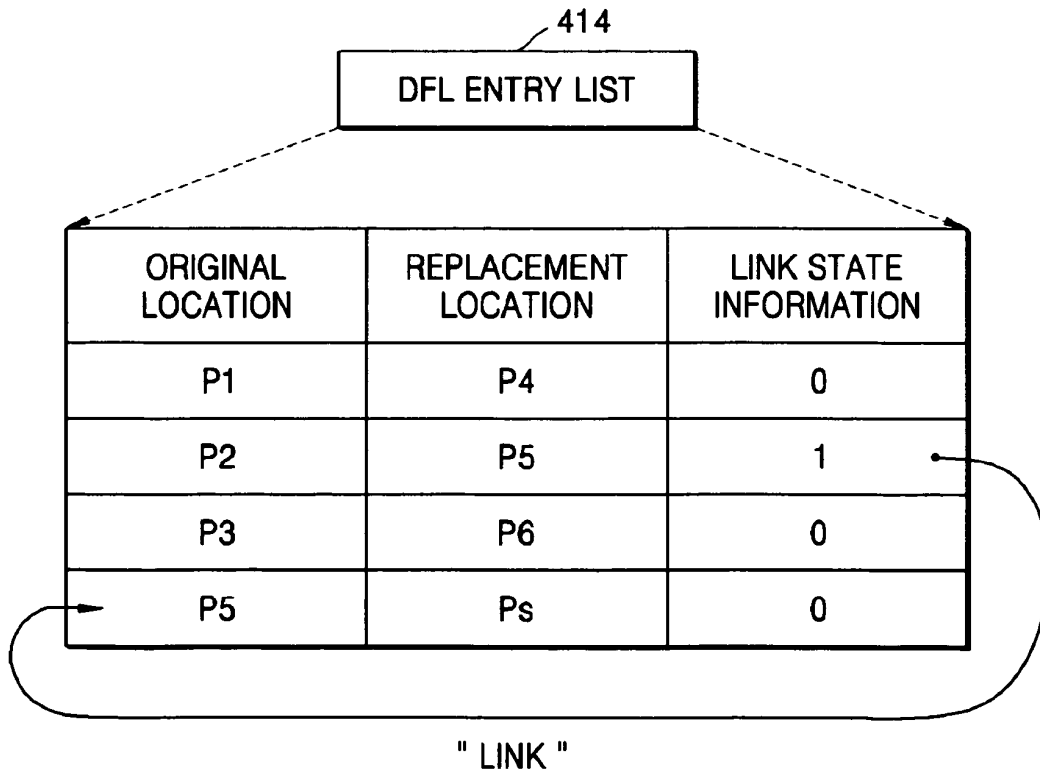 414
DFL ENTRY LIST
ORIGINAL LOCATION
REPLACEMENT LOCATION
LINK STATE INFORMATION
P1 P4 0
P2 P5 1
P3 P6 0
P5 Ps 0
" LINK "